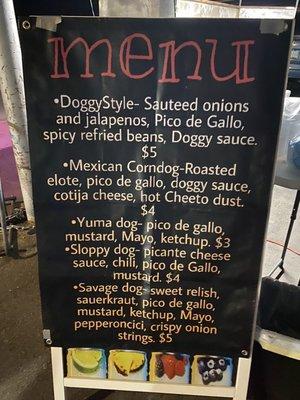 menu
•DoggyStyle- Sauteed onions
and jalapenos, Pico de Gallo,
spicy refried beans, Doggy sauce.
$5
•Mexican Corndog-Roasted
elote, pico de gallo, doggy sauce,
cotija cheese, hot Cheeto dust.
$4
•Yuma dog- pico de gallo,
mustard, Mayo, ketchup. $3
•Sloppy dog- picante cheese
sauce, chili, pico de Gallo,
mustard. $4
•Savage dog- sweet relish,
sauerkraut, pico de gallo,
mustard, ketchup, Mayo,
pepperoncici, crispy onion
strings. $5